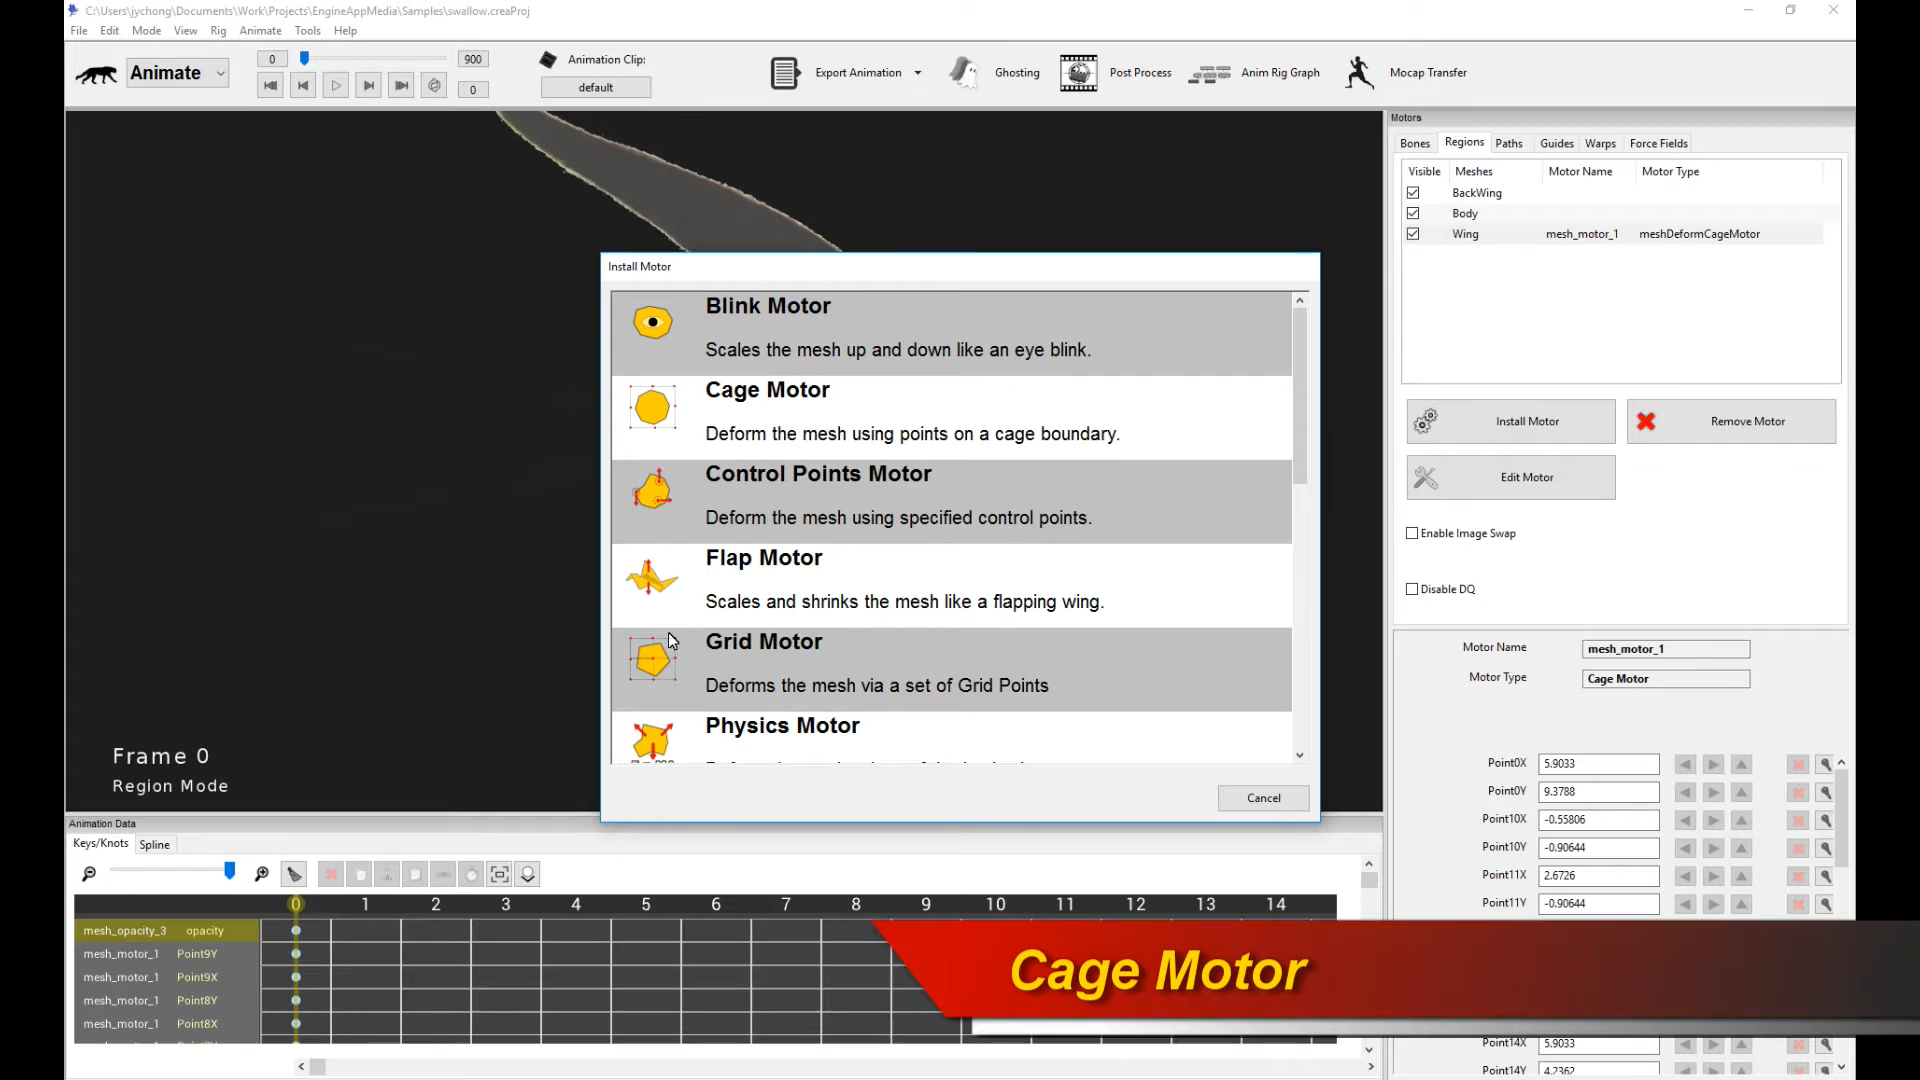 C:\Users\jychong\Documents\Work\Projects\EngineAppMedia\Samples\swallow.creaProj
File Edit Mode View Rig Animate Tools Help
Animate
0 900
0
Animation Clip:
default
Export Animation
Ghosting
Post Process
Anim Rig Graph
Mocap Transfer
Motors
Bones Regions Paths Guides Warps Force Fields
Visible Meshes Motor Name Motor Type
BackWing
Body
Wing mesh_motor_1 meshDeformCageMotor
Install Motor
Remove Motor
Edit Motor
Enable Image Swap
Disable DQ
Motor Name mesh_motor_1
Motor Type Cage Motor
Point0X 5.9033
Point0Y 9.3788
Point10X -0.55806
Point10Y -0.90644
Point11X 2.6726
Point11Y -0.90644
Point14X 5.9033
Point14Y 4.2362
Install Motor
Blink Motor
Scales the mesh up and down like an eye blink.
Cage Motor
Deform the mesh using points on a cage boundary.
Control Points Motor
Deform the mesh using specified control points.
Flap Motor
Scales and shrinks the mesh like a flapping wing.
Grid Motor
Deforms the mesh via a set of Grid Points
Physics Motor
Cancel
Frame 0
Region Mode
Animation Data
Keys/Knots Spline
0 1 2 3 4 5 6 7 8 9 10 11 12 13 14
mesh_opacity_3 opacity
mesh_motor_1 Point9Y
mesh_motor_1 Point9X
mesh_motor_1 Point8Y
mesh_motor_1 Point8X
Cage Motor